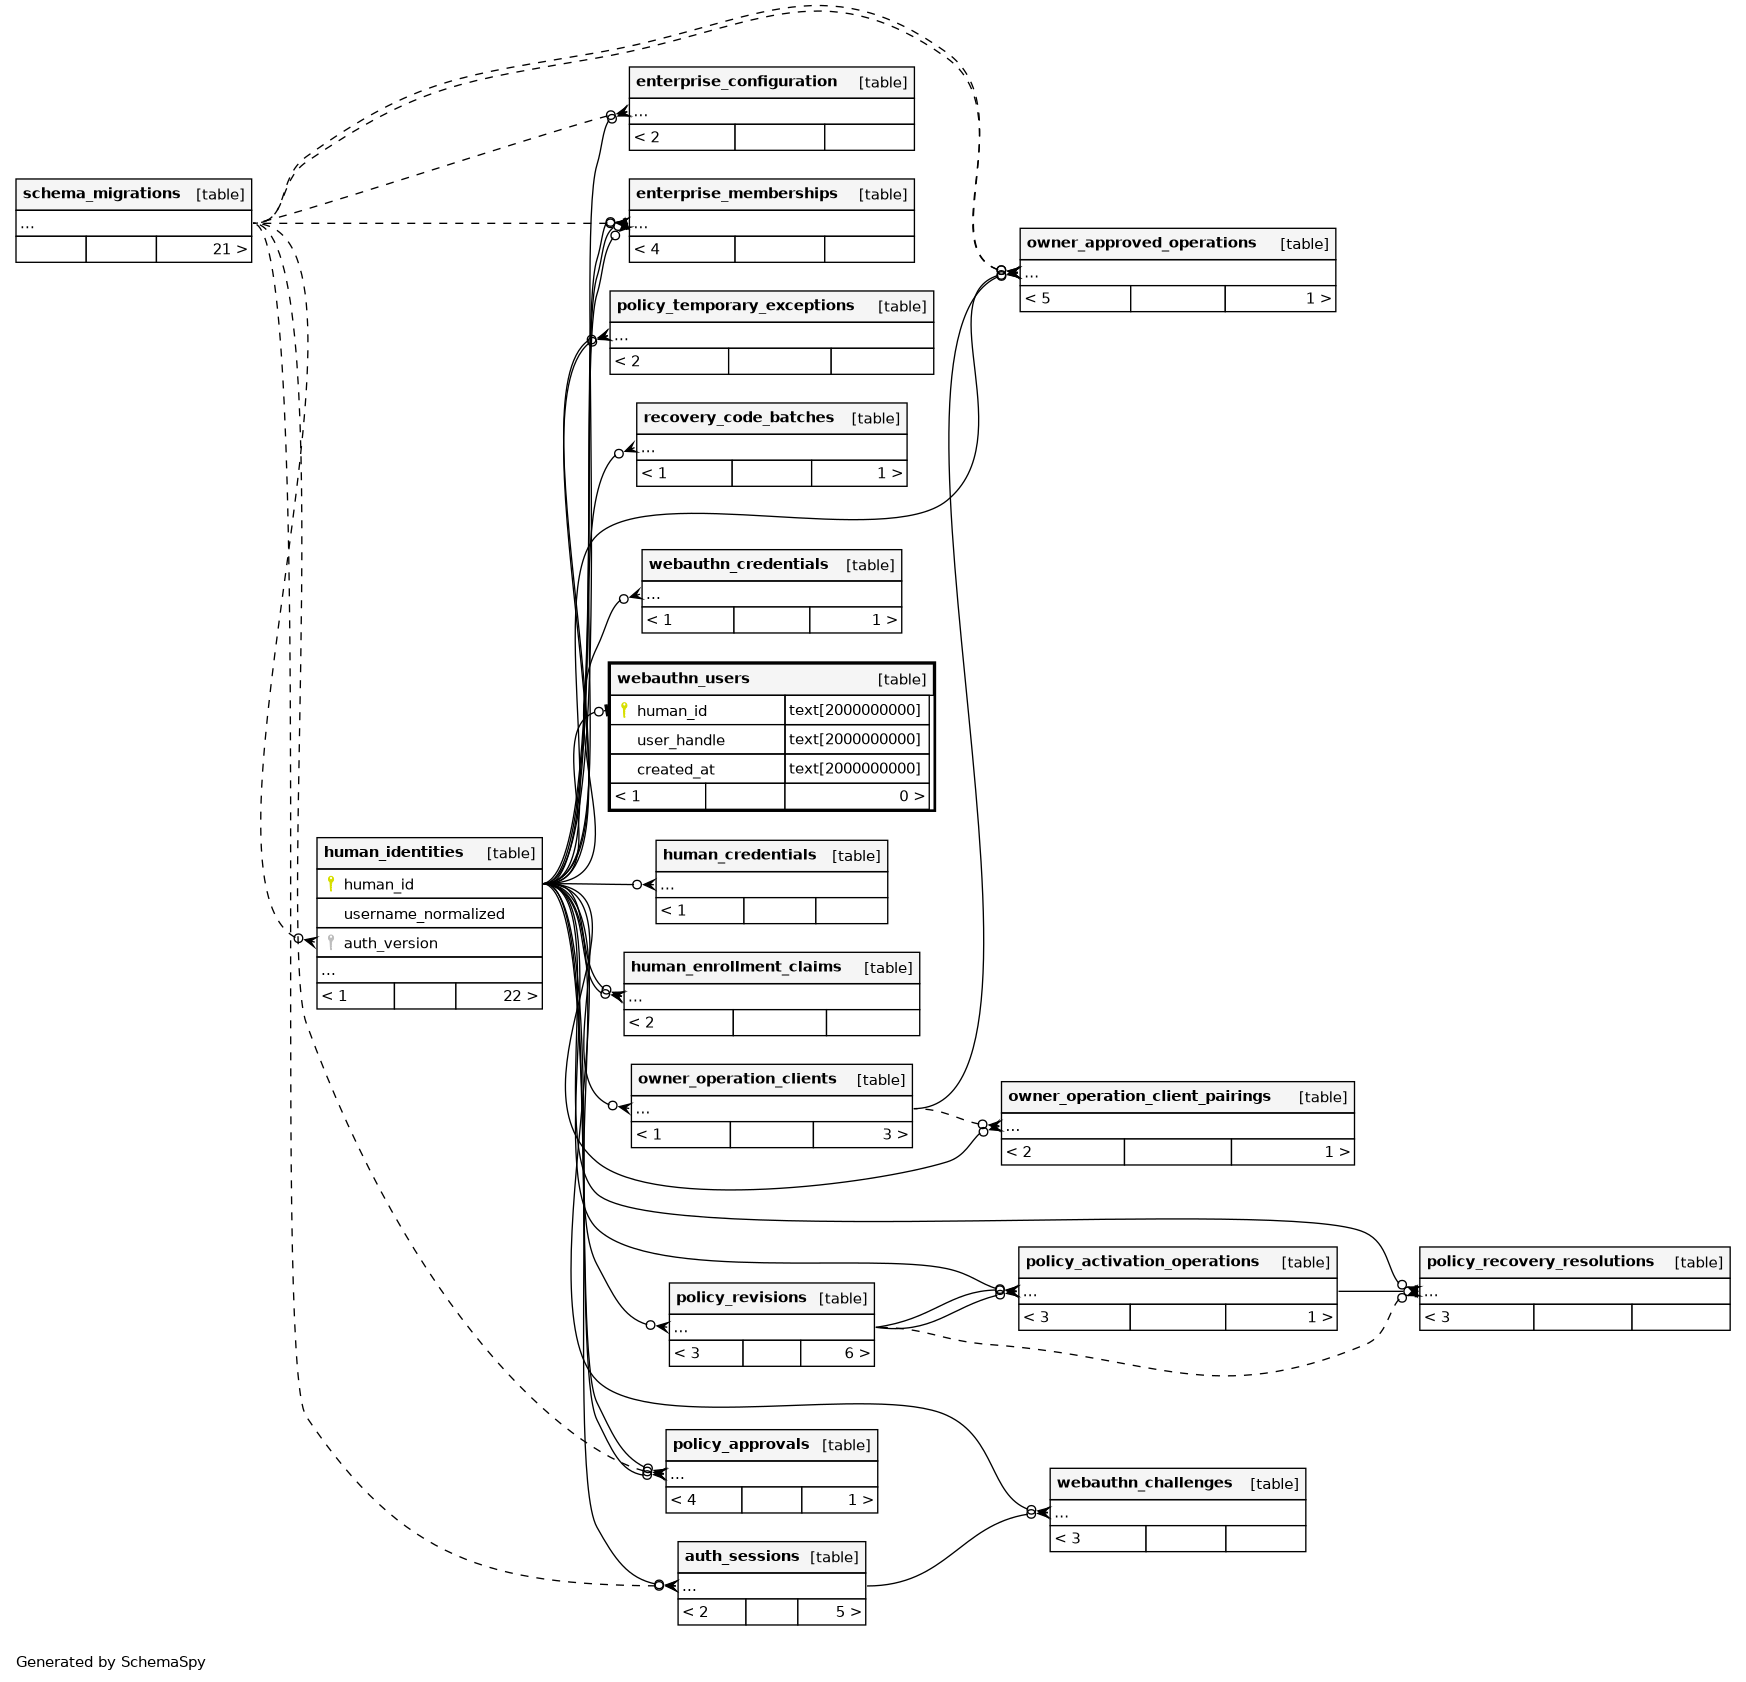 enterprise_configuration [table]
...
< 2
schema_migrations [table]
...
21 >
enterprise_memberships [table]
...
< 4
owner_approved_operations [table]
...
< 5 1 >
policy_temporary_exceptions [table]
...
< 2
recovery_code_batches [table]
...
< 1 1 >
webauthn_credentials [table]
...
< 1 1 >
webauthn_users [table]
human_id text[2000000000]
user_handle text[2000000000]
created_at text[2000000000]
< 1 0 >
human_identities [table]
human_id
username_normalized
auth_version
...
< 1 22 >
human_credentials [table]
...
< 1
human_enrollment_claims [table]
...
< 2
owner_operation_clients [table]
...
< 1 3 >
owner_operation_client_pairings [table]
...
< 2 1 >
policy_activation_operations [table]
...
< 3 1 >
policy_recovery_resolutions [table]
...
< 3
policy_revisions [table]
...
< 3 6 >
policy_approvals [table]
...
< 4 1 >
webauthn_challenges [table]
...
< 3
auth_sessions [table]
...
< 2 5 >
Generated by SchemaSpy